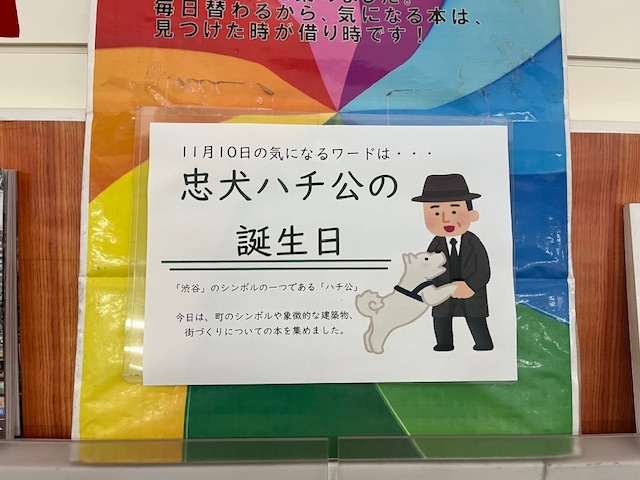 毎日替わるから、気になる本は、
見つけた時が借り時です！
11月10日の気になるワードは・・・
忠犬ハチ公の
誕生日
「渋谷」のシンボルの一つである「ハチ公」
今日は、町のシンボルや象徴的な建築物、
街づくりについての本を集めました。